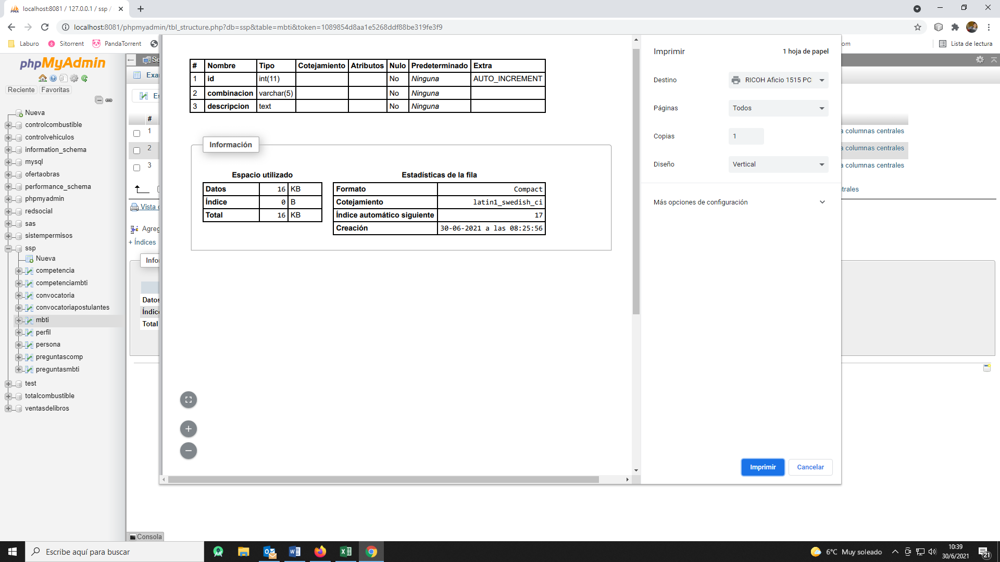 localhost:8081 / 127.0.0.1 / ssp /
localhost:8081/phpmyadmin/tbl_structure.php?db=ssp&table=mbti&token=1089854d8aa1e5268ddf88be319fe3f9
Laburo
Sitorrent
PandaTorrent
om
Lista de lectura
phpMyAdmin
Reciente
Favoritas
Nueva
controlcombustible
controlvehiculos
information_schema
mysql
ofertaobras
performance_schema
phpmyadmin
redsocial
sas
sistempermisos
ssp
Nueva
competencia
competenciambti
convocatoria
convocatoriapostulantes
mbti
perfil
persona
preguntascomp
preguntasmbti
test
totalcombustible
ventasdelibros
Se
Exa
Es
#
1
2
3
Vista d
Agreg
+ Índices
Info
Datos
Índic
Total
Consola
# Nombre Tipo Cotejamiento Atributos Nulo Predeterminado Extra
1 id int(11) No Ninguna AUTO_INCREMENT
2 combinacion varchar(5) No Ninguna
3 descripcion text No Ninguna
Información
Espacio utilizado
Datos 16 KB
Índice 0 B
Total 16 KB
Estadísticas de la fila
Formato Compact
Cotejamiento latin1_swedish_ci
Índice automático siguiente 17
Creación 30-06-2021 a las 08:25:56
Imprimir 1 hoja de papel
Destino RICOH Aficio 1515 PC
Páginas Todos
Copias 1
Diseño Vertical
Más opciones de configuración
Imprimir Cancelar
a columnas centrales
a columnas centrales
a columnas centrales
trales
Escribe aquí para buscar
6°C Muy soleado
10:39
30/6/2021
21